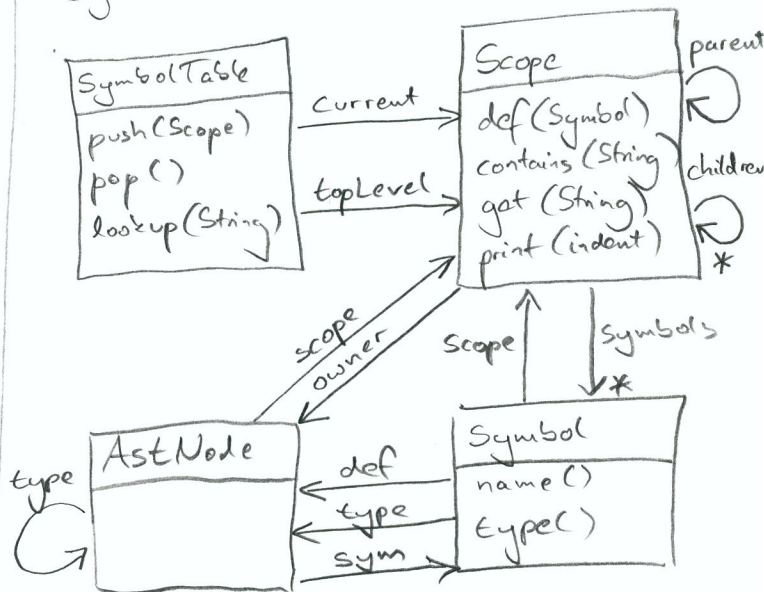 SymbolTable
push(Scope)
pop()
lookup(String)
current
topLevel
Scope
def(Symbol)
contains(String)
get(String)
print(indent)
parent
children
*
scope
owner
scope
symbols
*
AstNode
type
def
type
sym
Symbol
name()
type()